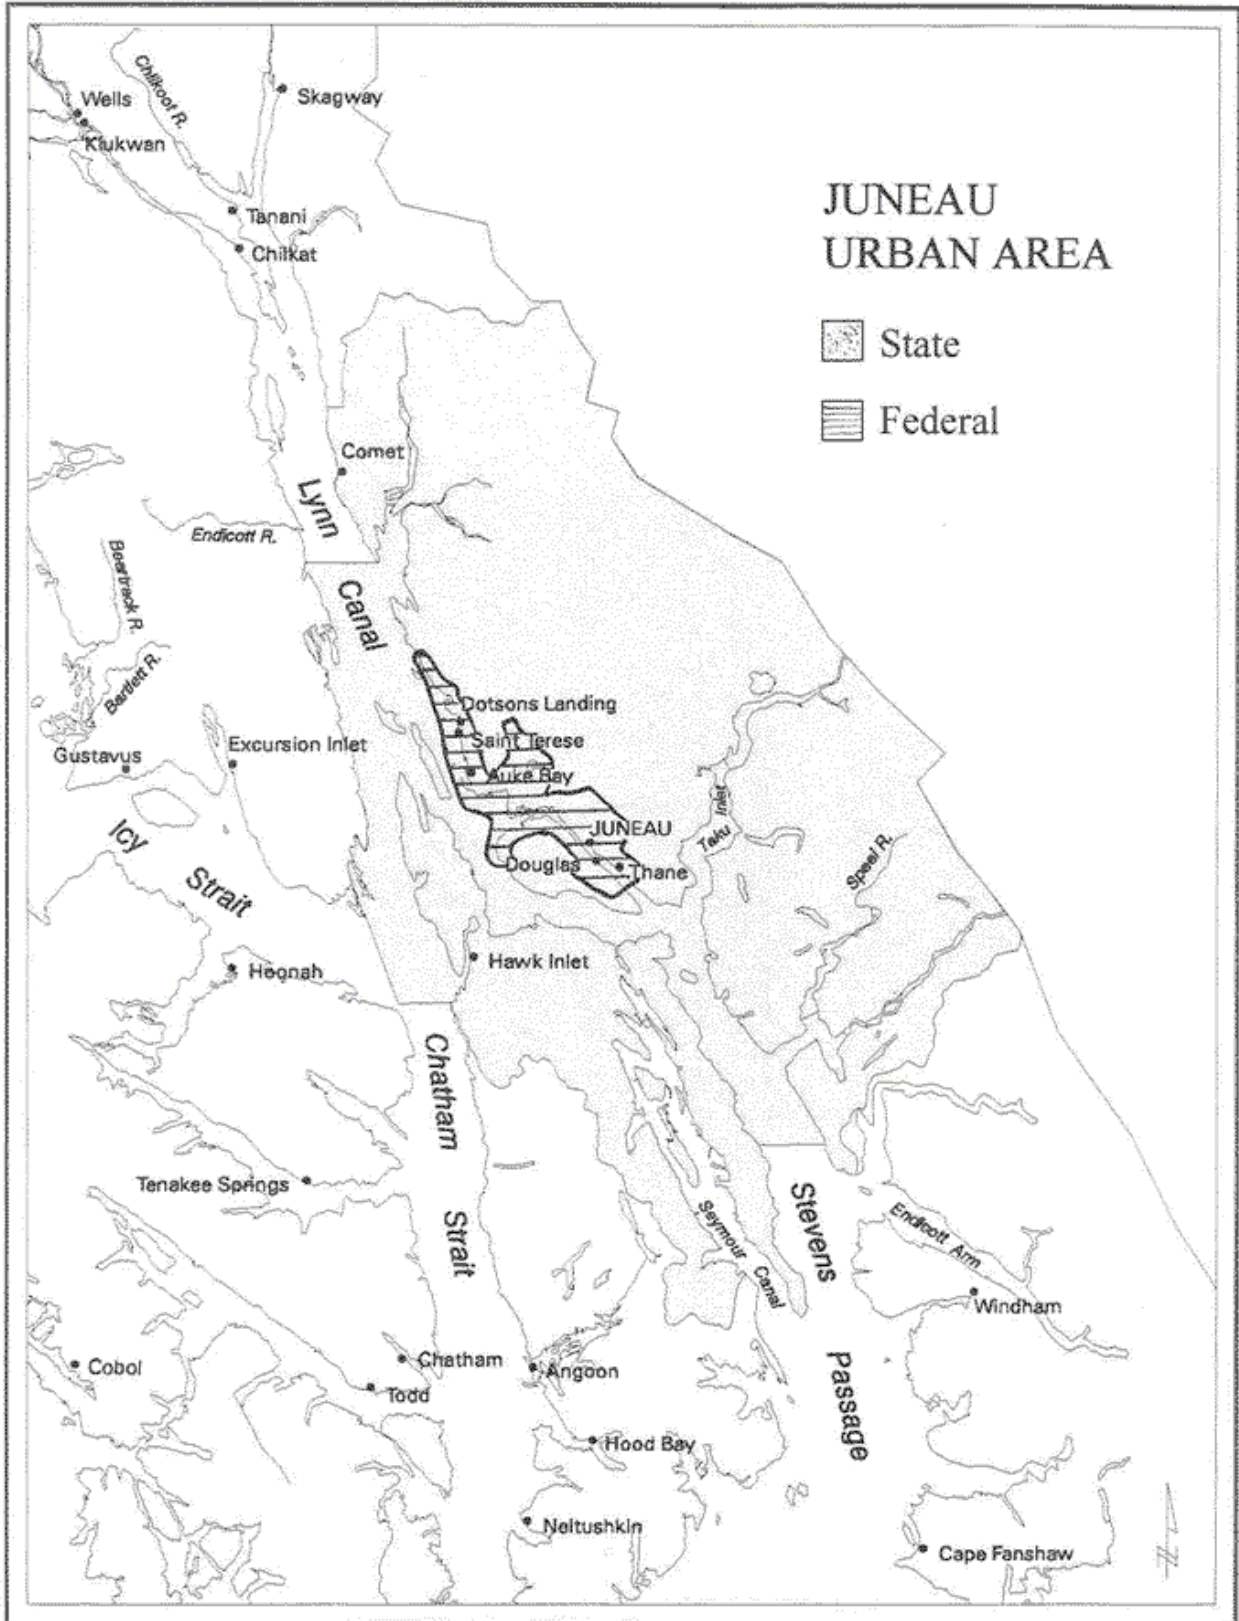 Wells
Chilkoot R.
Skagway
Klukwan
JUNEAU
URBAN AREA
Tanani
Chilkat
State
Federal
Comet
Lynn
Endicott R.
Beartrack R.
Canal
Bartlett R.
Dotsons Landing
Saint Terese
Gustavus
Excursion Inlet
Auke Bay
Taku Inlet
Icy
JUNEAU
Speel R.
Douglas
Thane
Strait
Hawk Inlet
Hoonah
Chatham
Tenakee Springs
Strait
Seymour Canal
Stevens
Endicott Arm
Windham
Cobol
Chatham
Angoon
Todd
Passage
Hood Bay
Neltushkin
Cape Fanshaw
N